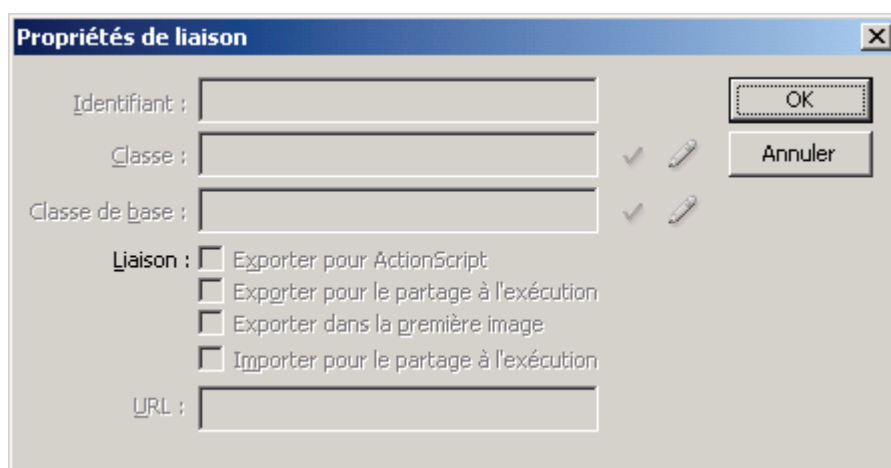 Propriétés de liaison
Identifiant :
OK
Classe :
Annuler
Classe de base :
Liaison : Exporter pour ActionScript
Exporter pour le partage à l'exécution
Exporter dans la première image
Importer pour le partage à l'exécution
URL :